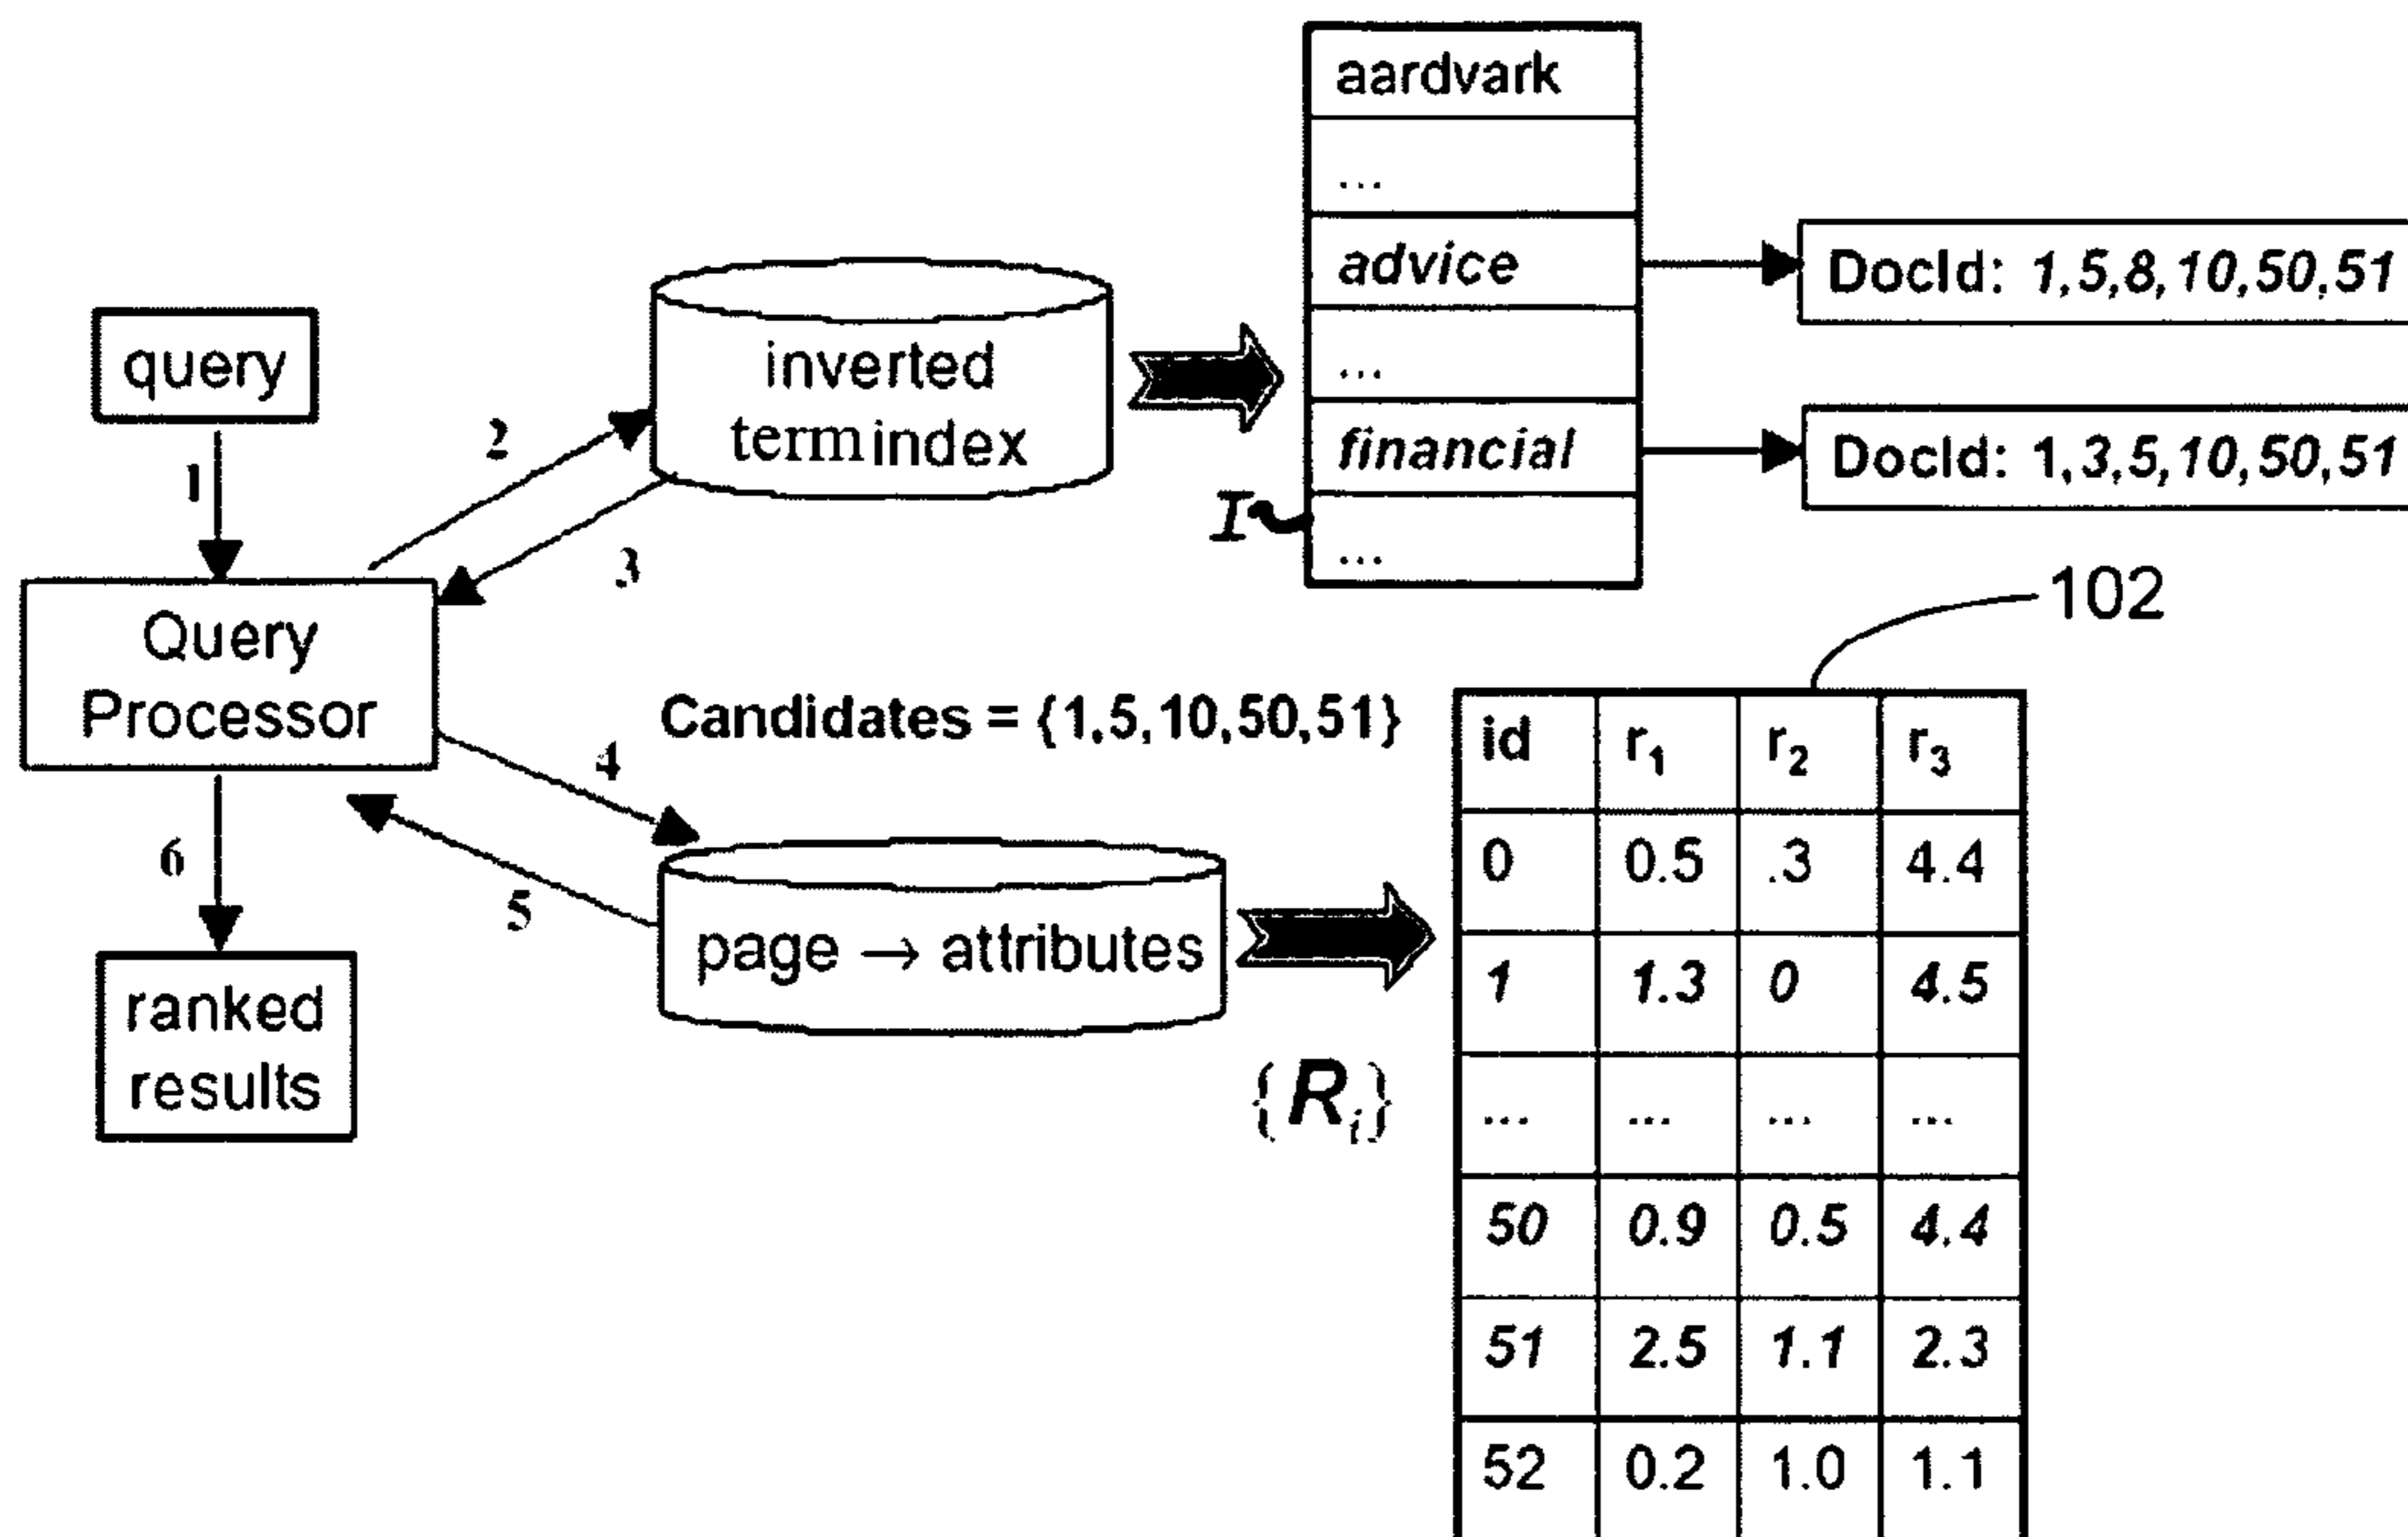 aardvark
...
advice
DocId: 1,5,8,10,50,51
...
financial
DocId: 1,3,5,10,50,51
I
...
query
1
2
inverted
term index
3
Query
Processor
Candidates = {1,5,10,50,51}
4
5
page → attributes
6
ranked
results
{Ri}
102
id r1 r2 r3
0 0.5 .3 4.4
1 1.3 0 4.5
... ... ... ...
50 0.9 0.5 4.4
51 2.5 1.1 2.3
52 0.2 1.0 1.1